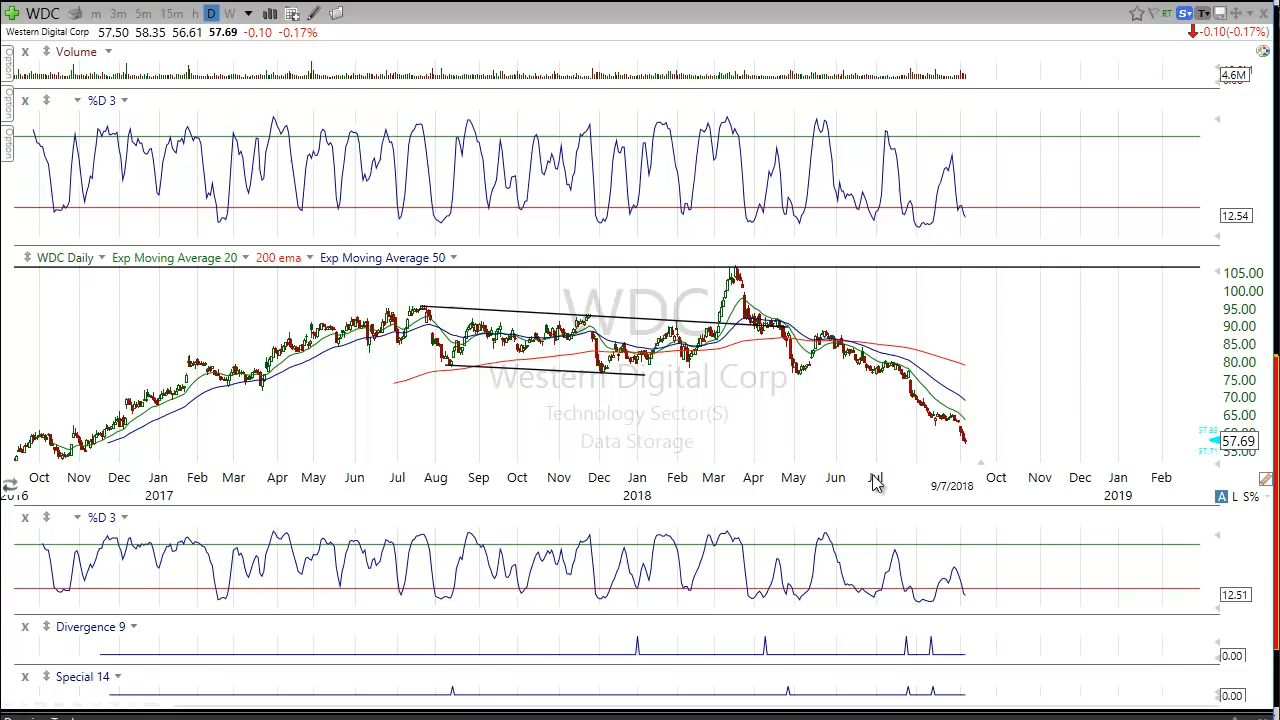 WDC m 3m 5m 15m h D W RT S T
Western Digital Corp 57.50 58.35 56.61 57.69 -0.10 -0.17% -0.10(-0.17%)
Option
Option
Option
X Volume
4.6M
X %D 3
12.54
WDC Daily Exp Moving Average 20 200 ema Exp Moving Average 50
105.00
100.00
95.00
90.00
85.00
80.00
75.00
70.00
65.00
57.69
55.00
WDC
Western Digital Corp
Technology Sector(S)
Data Storage
Oct Nov Dec Jan Feb Mar Apr May Jun Jul Aug Sep Oct Nov Dec Jan Feb Mar Apr May Jun Jul 9/7/2018 Oct Nov Dec Jan Feb
2016 2017 2018 2019
A L S%
X %D 3
12.51
X Divergence 9
0.00
X Special 14
0.00